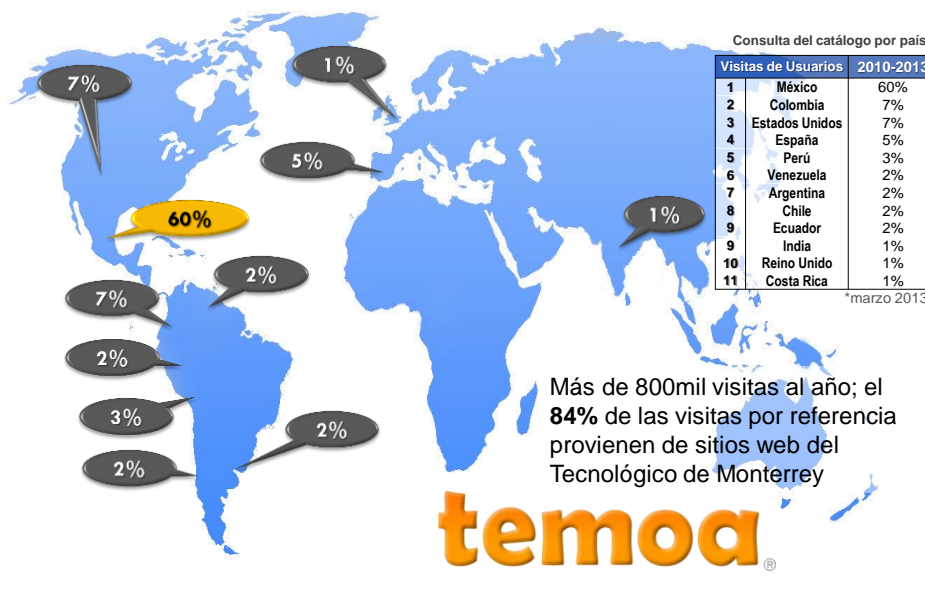 Consulta del catálogo por país
Visitas de Usuarios 2010-2013
1 México 60%
2 Colombia 7%
3 Estados Unidos 7%
4 España 5%
5 Perú 3%
6 Venezuela 2%
7 Argentina 2%
8 Chile 2%
9 Ecuador 2%
9 India 1%
10 Reino Unido 1%
11 Costa Rica 1%
*marzo 2013
7%
1%
5%
60%
1%
2%
7%
2%
3%
2%
2%
Más de 800mil visitas al año; el
84% de las visitas por referencia
provienen de sitios web del
Tecnológico de Monterrey
temoa®